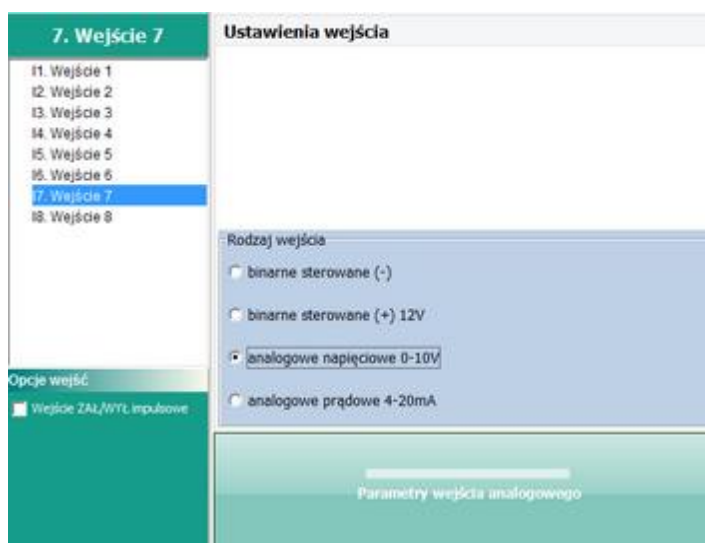 7. Wejście 7
I1. Wejście 1
I2. Wejście 2
I3. Wejście 3
I4. Wejście 4
I5. Wejście 5
I6. Wejście 6
I7. Wejście 7
I8. Wejście 8
Opcje wejść
Wejście ZAŁ/WYŁ impulsowe
Ustawienia wejścia
Rodzaj wejścia
binarne sterowane (-)
binarne sterowane (+) 12V
analogowe napięciowe 0-10V
analogowe prądowe 4-20mA
Parametry wejścia analogowego